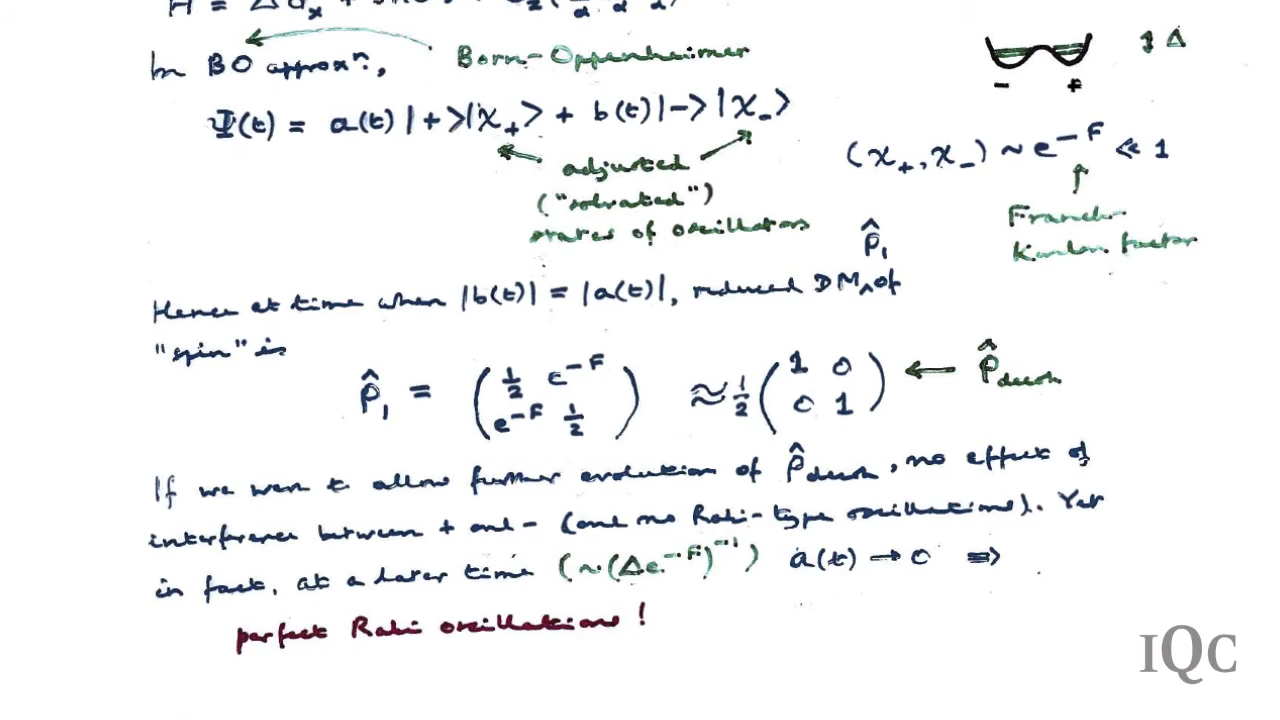 In BO approxⁿ,
Born-Oppenheimer
} Δ
- +
Ψ(t) = a(t) |+>|χ₊> + b(t)|->|χ₋>
(χ₊, χ₋) ~ e^{-F} ≪ 1
adjusted
("solvated")
states of oscillators
Franck-
Condon factor
ρ̂₁
Hence at time when |b(t)| = |a(t)|, reduced DM ^ of
"spin" is
ρ̂₁ = (½ e^{-F} ; e^{-F} ½) ≈ ½ (1 0 ; 0 1) ← ρ̂decoh
If we were to allow further evolution of ρ̂decoh, no effect of
interference between + and - (and no Rabi-type oscillations). Yet
in fact, at a later time (~(Δe^{-F})^{-1}) a(t) → 0 ⇒
perfect Rabi oscillations!
IQC